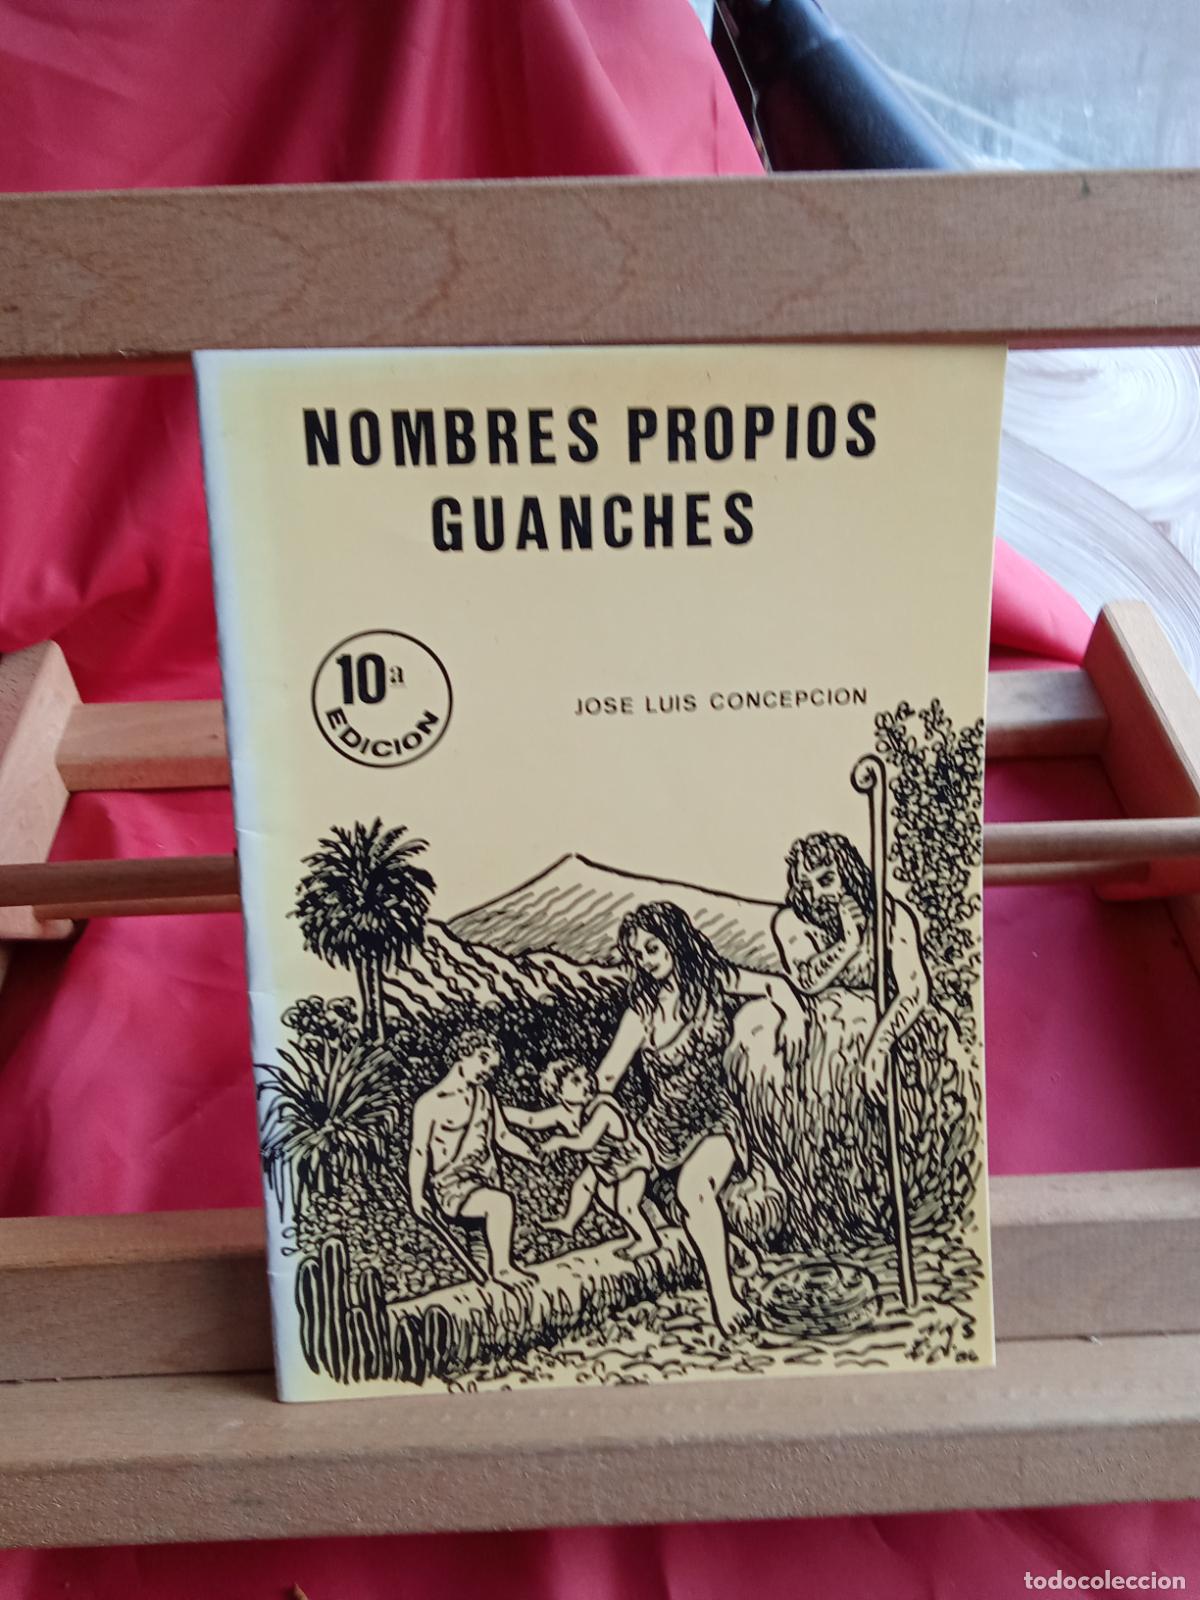 NOMBRES PROPIOS
GUANCHES
10ª
EDICION
JOSE LUIS CONCEPCION
todocoleccion